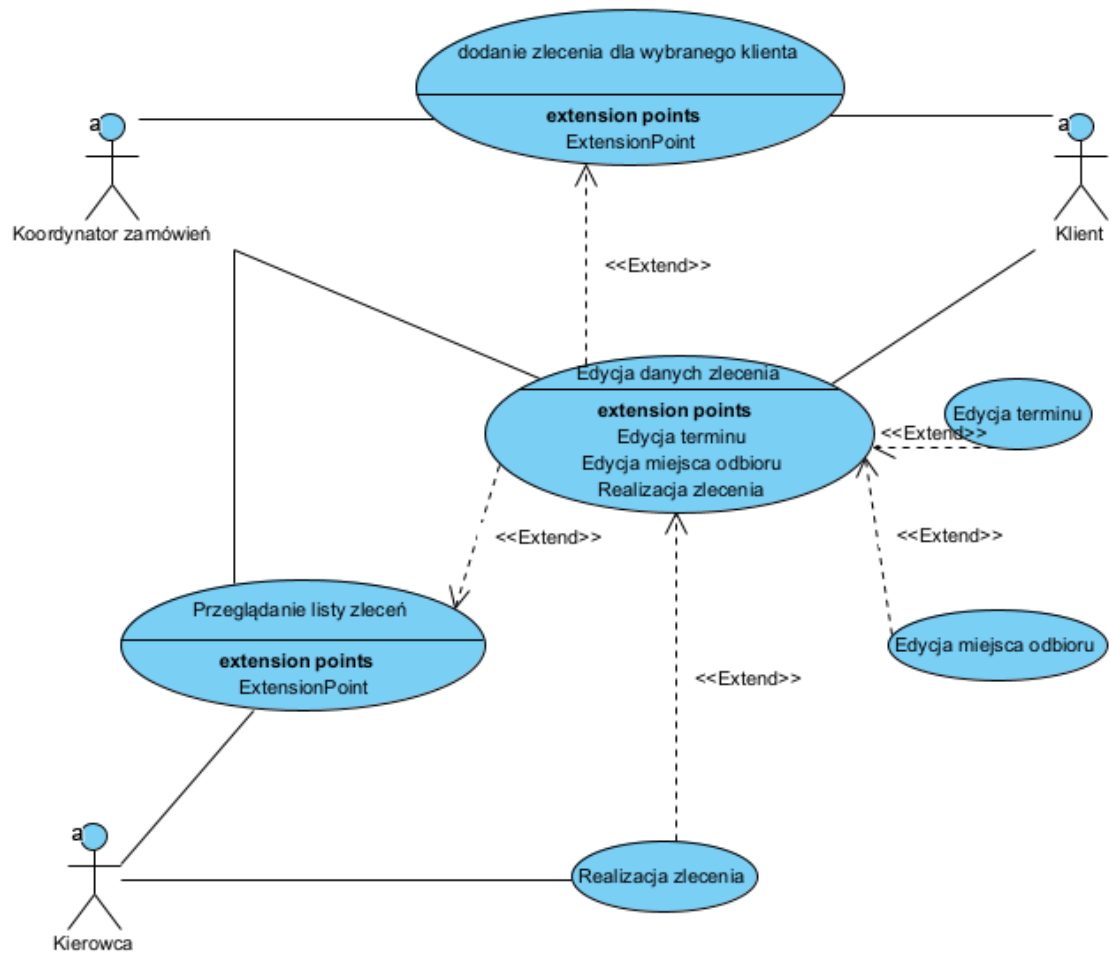 dodanie zlecenia dla wybranego klienta
extension points
ExtensionPoint
a
Koordynator zamówień
a
Klient
<<Extend>>
Edycja danych zlecenia
extension points
Edycja terminu
Edycja miejsca odbioru
Realizacja zlecenia
Edycja terminu
<<Extend>>
<<Extend>>
<<Extend>>
Przeglądanie listy zleceń
extension points
ExtensionPoint
Edycja miejsca odbioru
<<Extend>>
a
Kierowca
Realizacja zlecenia